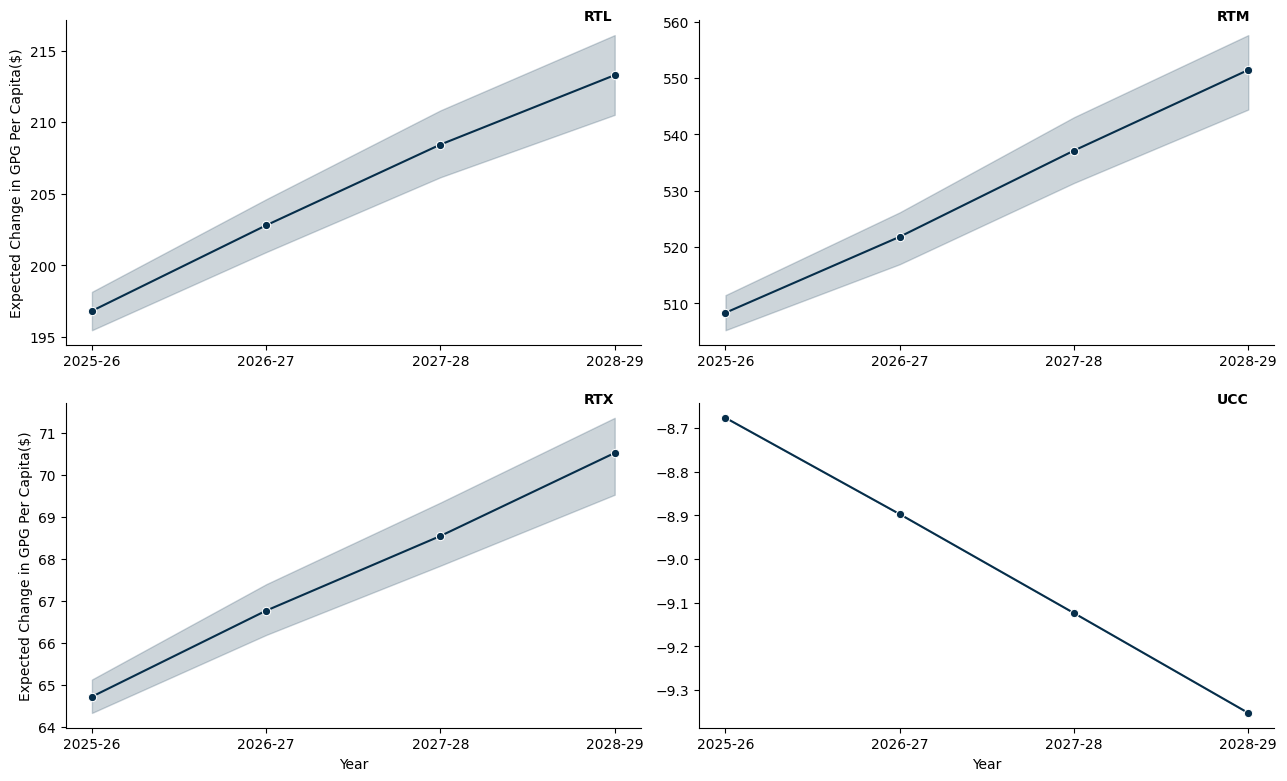 RTL
Expected Change in GPG Per Capita($)
215
210
205
200
195
2025-26 2026-27 2027-28 2028-29
RTM
560
550
540
530
520
510
2025-26 2026-27 2027-28 2028-29
RTX
Expected Change in GPG Per Capita($)
71
70
69
68
67
66
65
64
2025-26 2026-27 2027-28 2028-29
Year
UCC
−8.7
−8.8
−8.9
−9.0
−9.1
−9.2
−9.3
2025-26 2026-27 2027-28 2028-29
Year